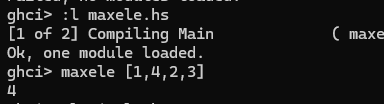 ghci> :l maxele.hs
[1 of 2] Compiling Main ( maxe
Ok, one module loaded.
ghci> maxele [1,4,2,3]
4